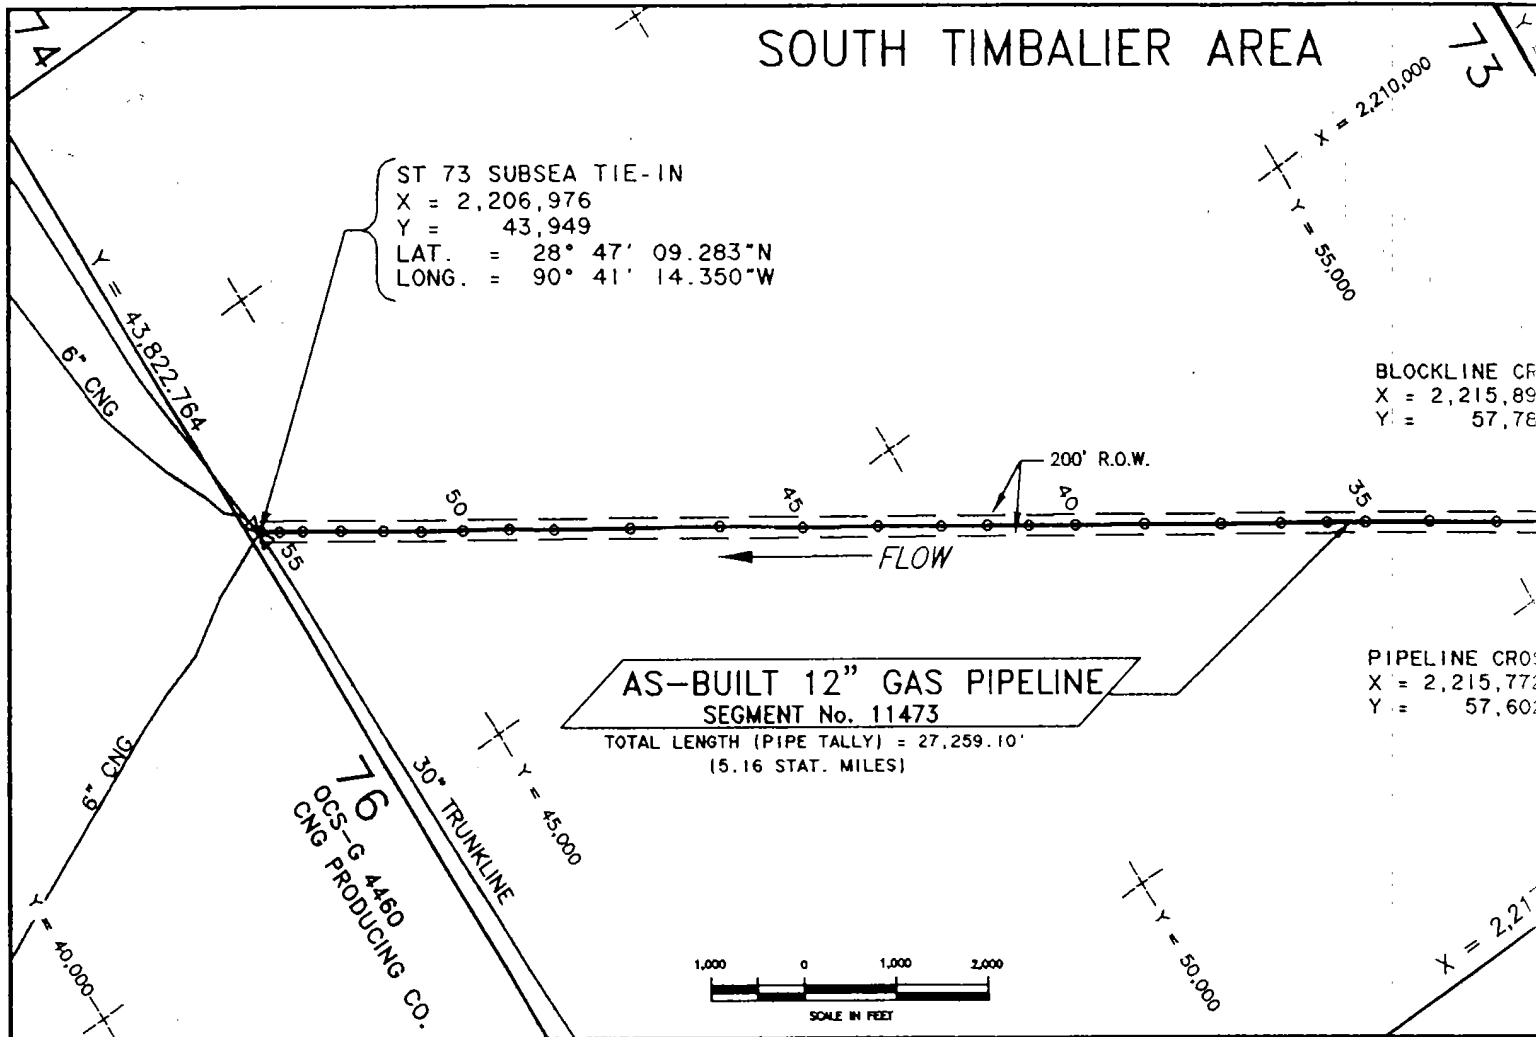 SOUTH TIMBALIER AREA
74
73
X = 2,210,000
Y = 55,000
ST 73 SUBSEA TIE-IN
X = 2,206,976
Y = 43,949
LAT. = 28° 47' 09.283"N
LONG. = 90° 41' 14.350"W
Y = 43,822.764
6" CNG
BLOCKLINE CR
X = 2,215,89
Y = 57,78
200' R.O.W.
50
45
40
35
55
FLOW
AS-BUILT 12" GAS PIPELINE
SEGMENT No. 11473
TOTAL LENGTH (PIPE TALLY) = 27,259.10'
(5.16 STAT. MILES)
PIPELINE CROS
X = 2,215,772
Y = 57,602
6" CNG
76
OCS-G 4460
CNG PRODUCING CO.
30" TRUNKLINE
Y = 45,000
Y = 40,000
Y = 50,000
X = 2,21
1,000 0 1,000 2,000
SCALE IN FEET